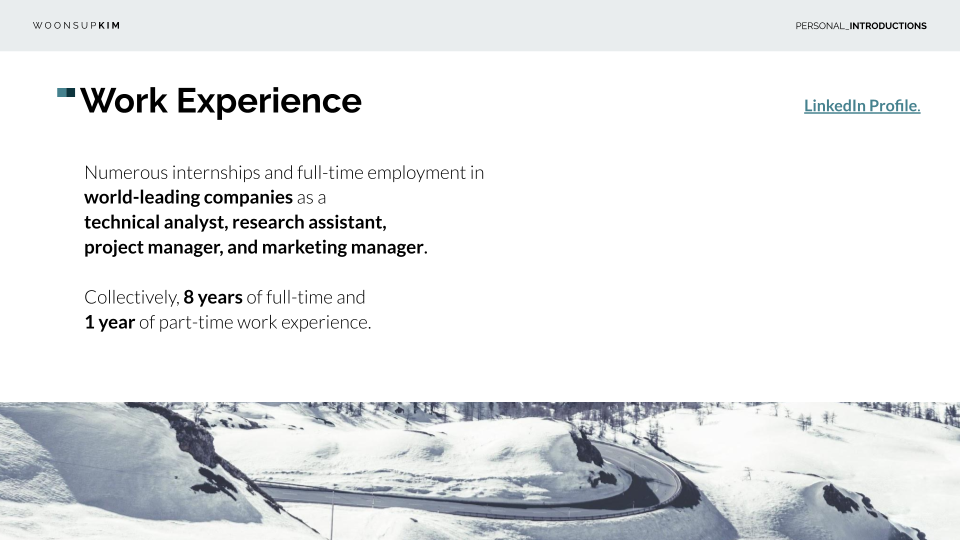 WOONSUPKIM
PERSONAL_INTRODUCTIONS
Work Experience
LinkedIn Profile.
Numerous internships and full-time employment in
world-leading companies as a
technical analyst, research assistant,
project manager, and marketing manager.
Collectively, 8 years of full-time and
1 year of part-time work experience.